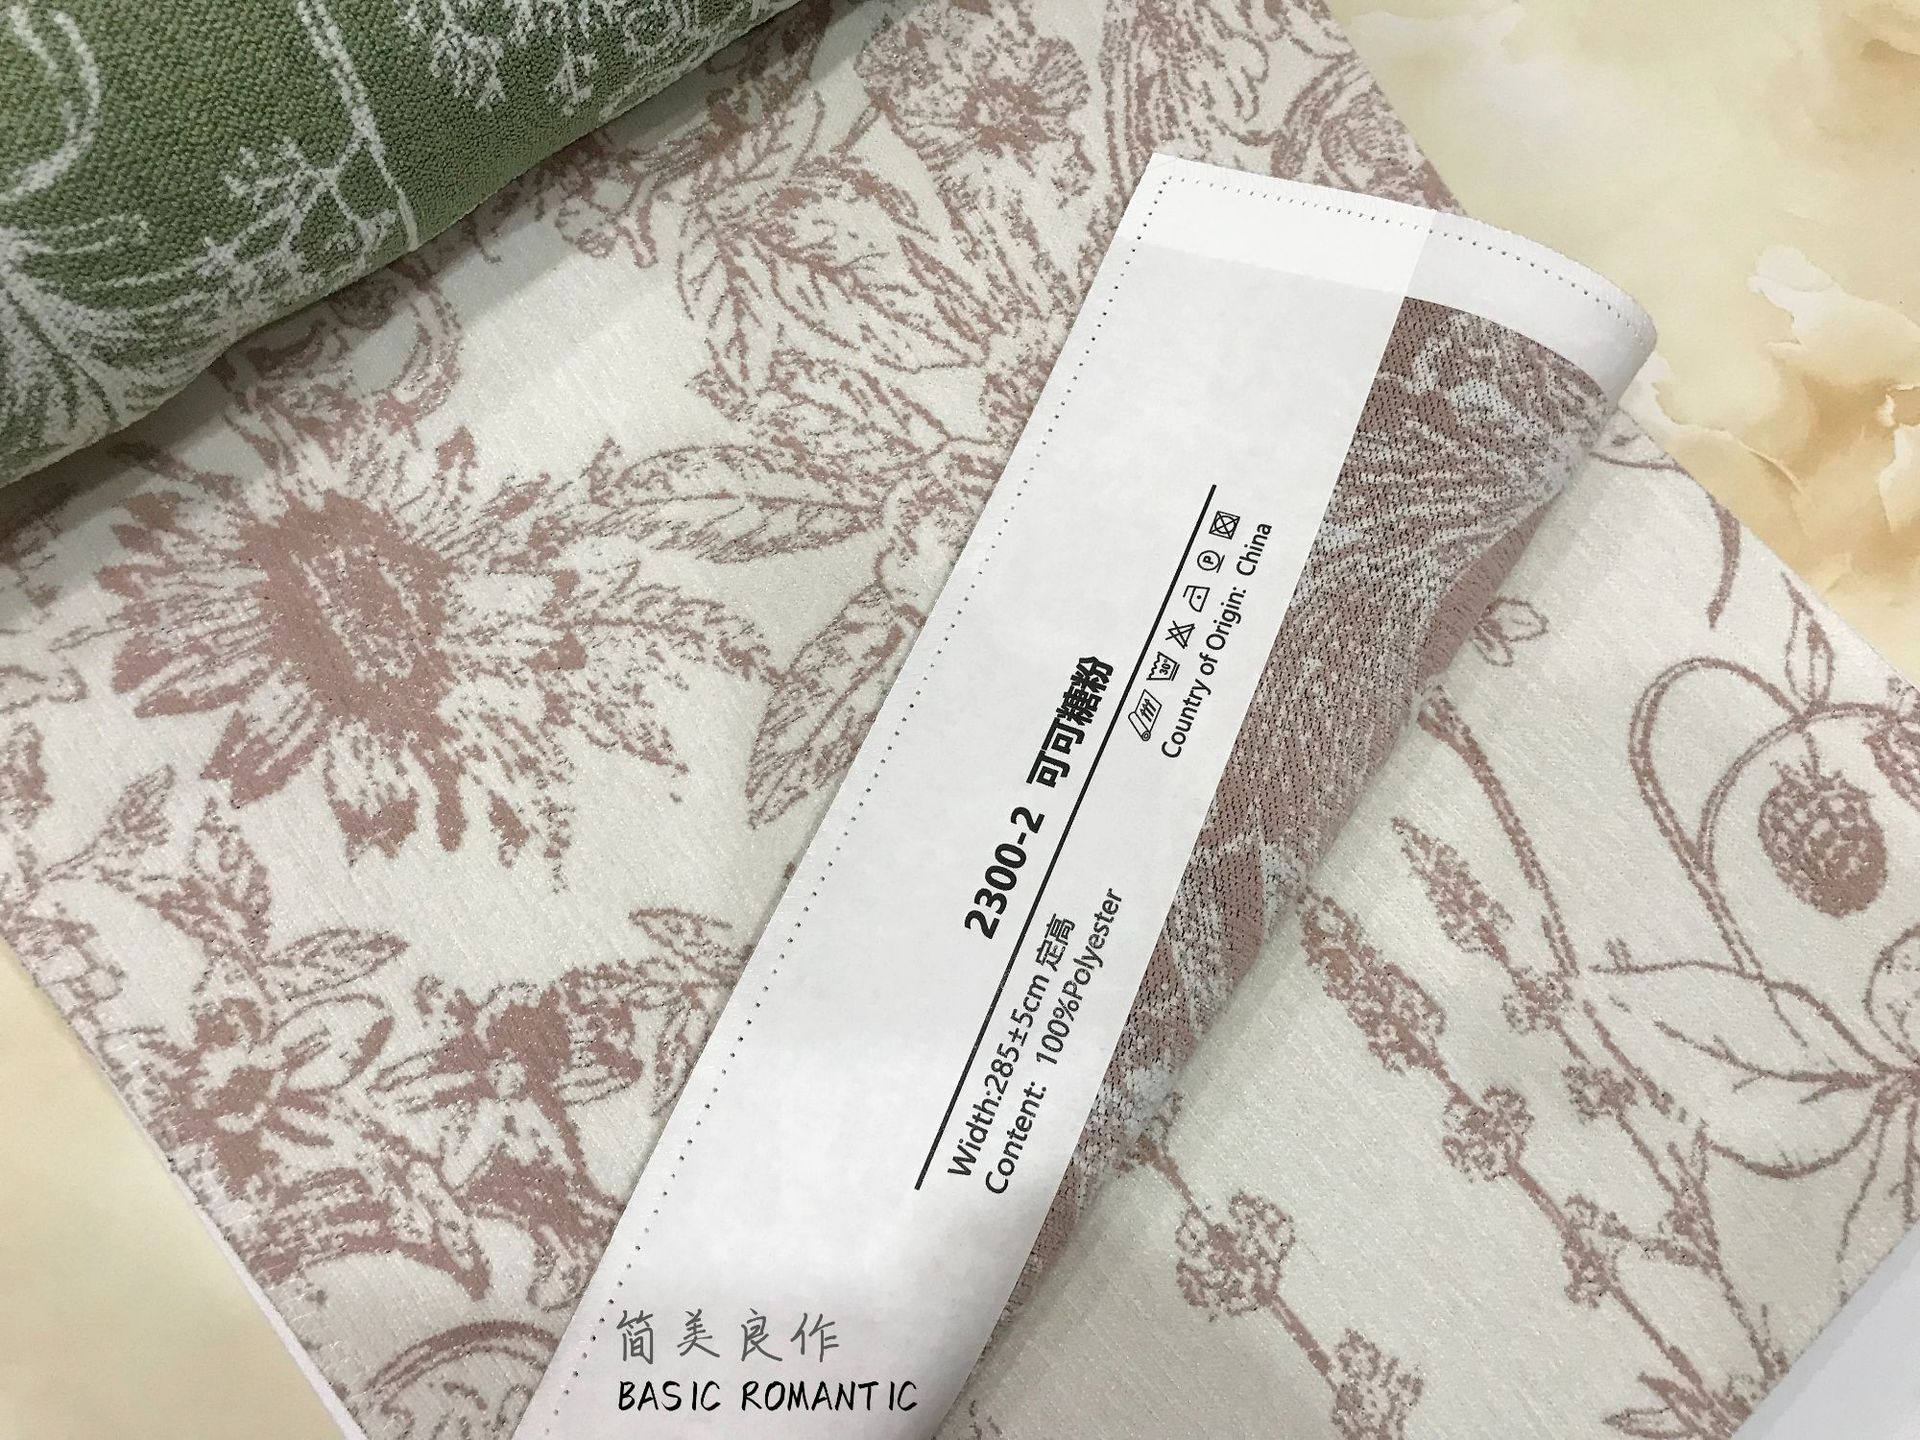 2300-2 可可糖粉
Width:285±5cm 定高
Content: 100%Polyester
30°
P
Country of Origin: China
简美良作
BASIC ROMANTIC